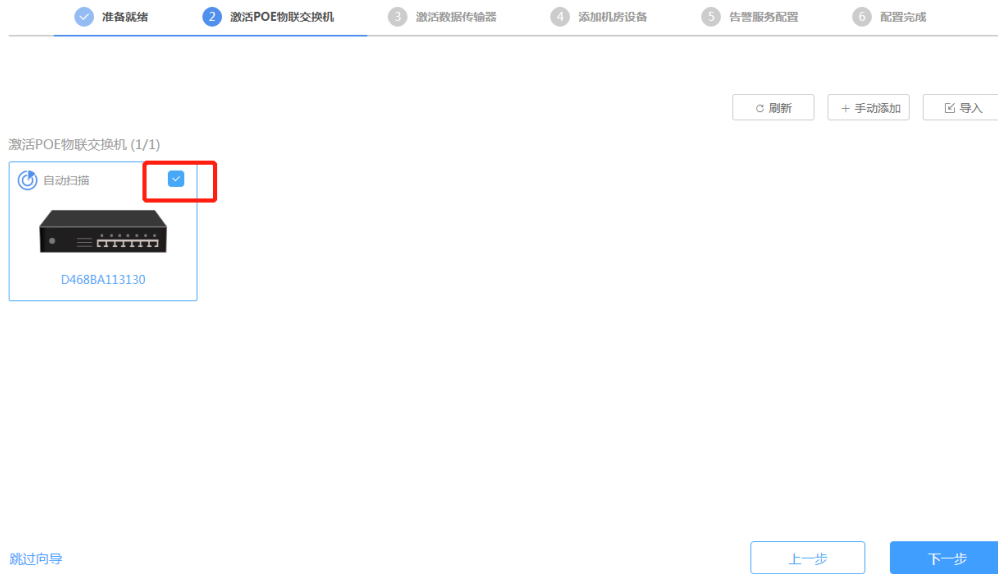 准备就绪 2 激活POE物联交换机 3 激活数据传输器 4 添加机房设备 5 告警服务配置 6 配置完成
刷新 + 手动添加 导入
激活POE物联交换机 (1/1)
自动扫描
D468BA113130
跳过向导 上一步 下一步